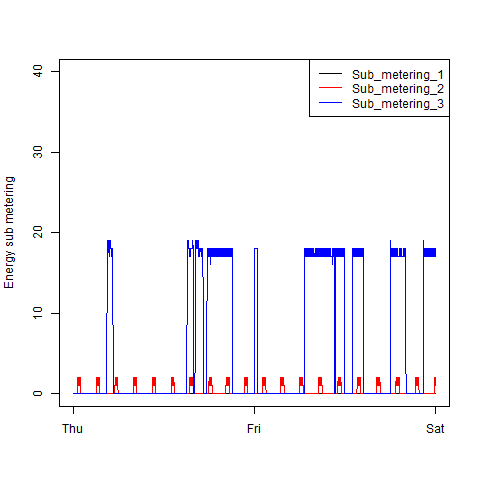 Sub_metering_1
Sub_metering_2
Sub_metering_3
Energy sub metering
40
30
20
10
0
Thu Fri Sat